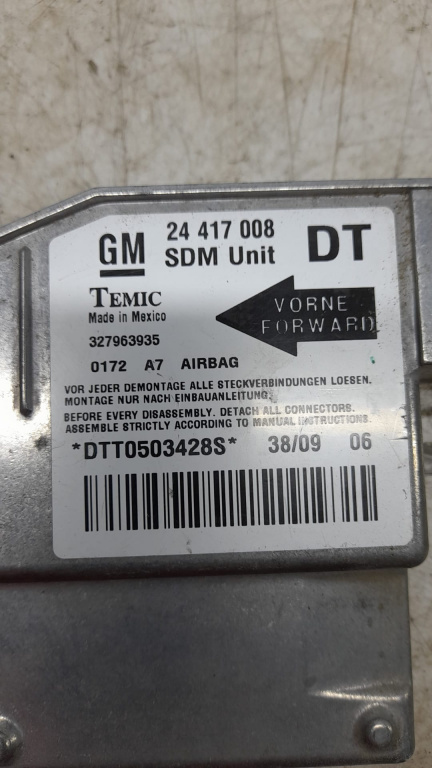 GM 24 417 008 DT
SDM Unit
TEMIC
Made in Mexico
VORNE
FORWARD
327963935
0172 A7 AIRBAG
VOR JEDER DEMONTAGE ALLE STECKVERBINDUNGEN LOESEN.
MONTAGE NUR NACH EINBAUANLEITUNG.
BEFORE EVERY DISASSEMBLY. DETACH ALL CONNECTORS.
ASSEMBLE STRICTLY ACCORDING TO MANUAL INSTRUCTIONS.
*DTT0503428S* 38/09 06